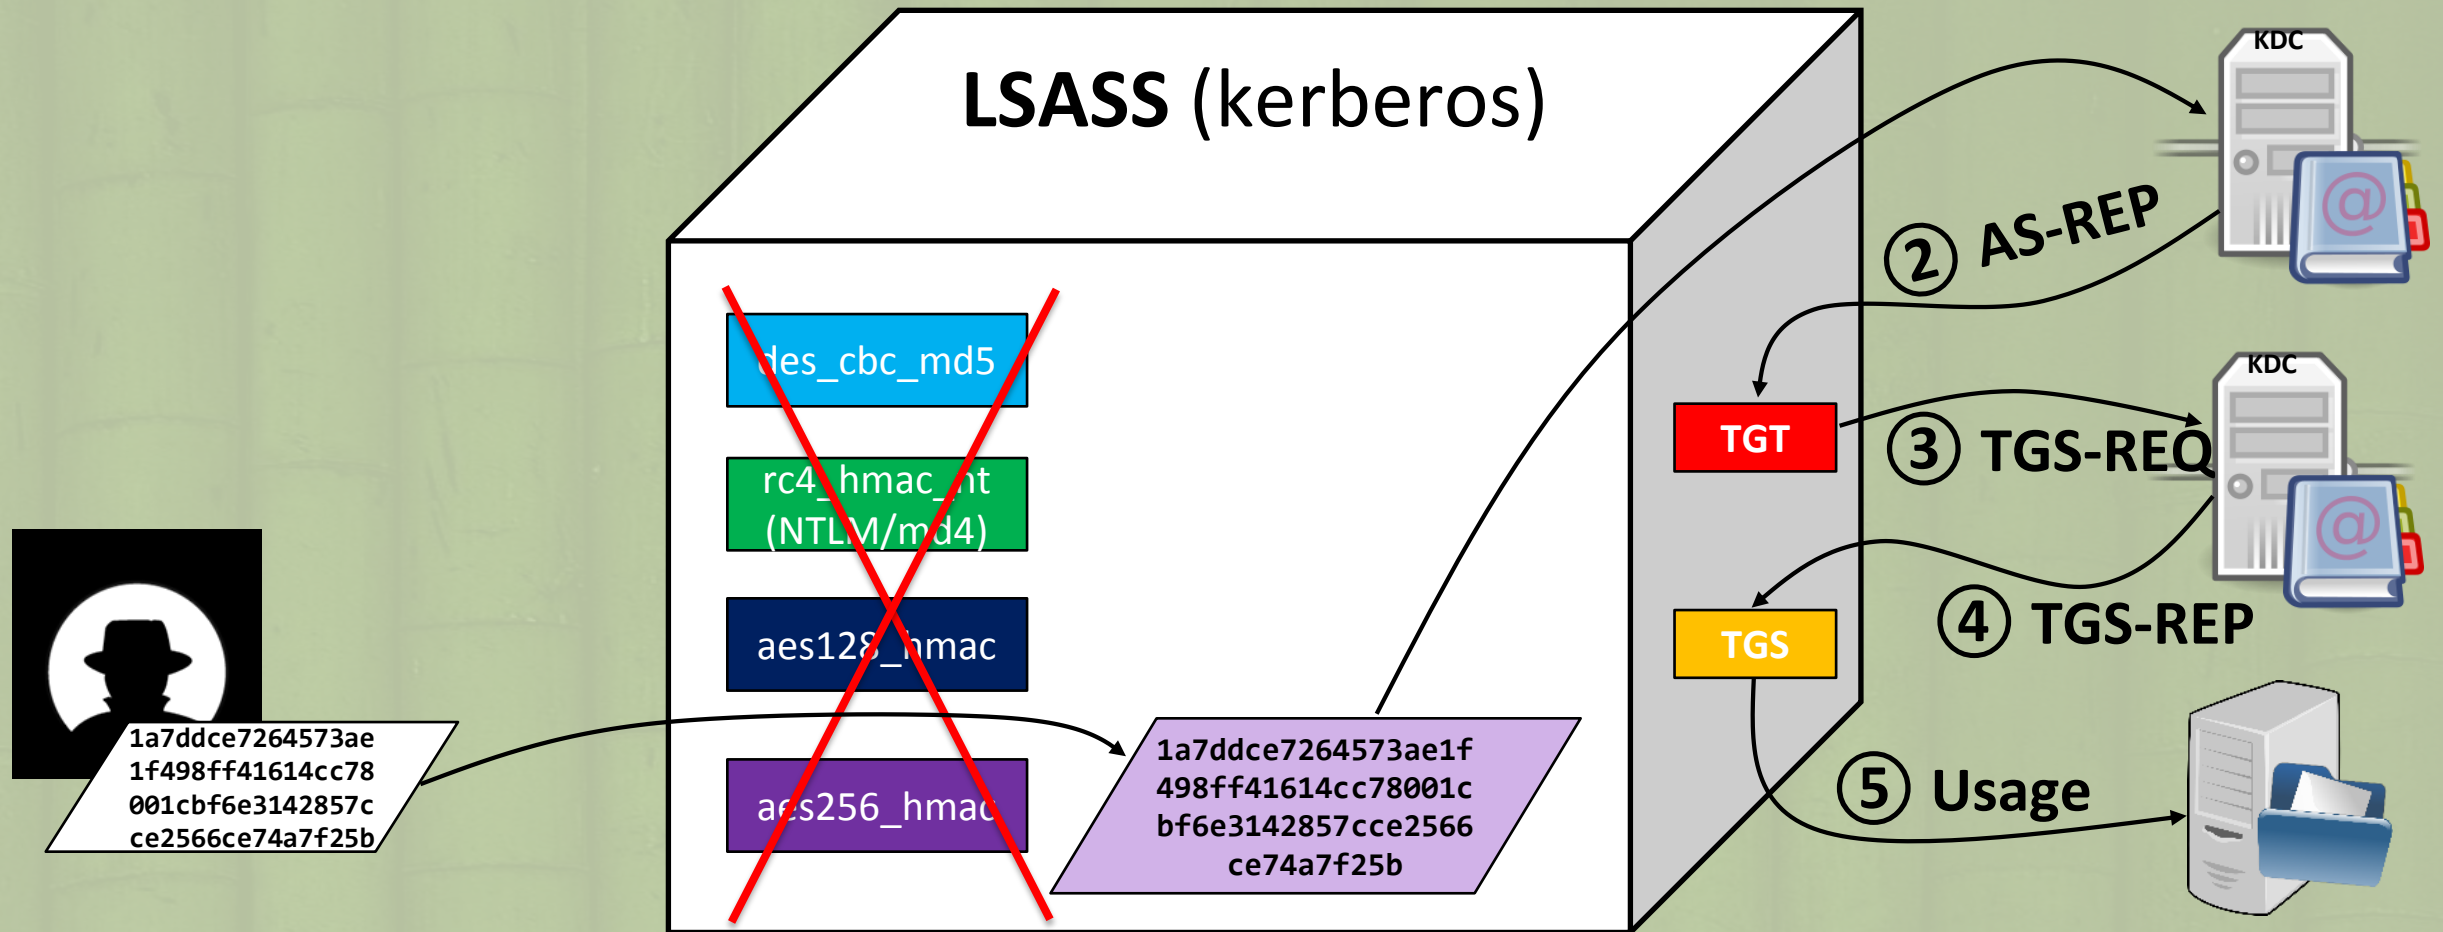 LSASS (kerberos)
KDC
② AS-REP
des_cbc_md5
KDC
TGT
③ TGS-REQ
rc4_hmac_nt
(NTLM/md4)
④ TGS-REP
aes128_hmac
TGS
1a7ddce7264573ae
1f498ff41614cc78
001cbf6e3142857c
ce2566ce74a7f25b
aes256_hmac
1a7ddce7264573ae1f
498ff41614cc78001c
bf6e3142857cce2566
ce74a7f25b
⑤ Usage
@
@